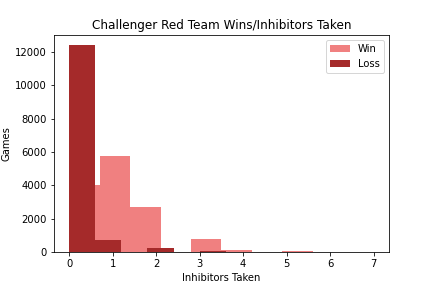 Challenger Red Team Wins/Inhibitors Taken
Win
Loss
12000
10000
8000
6000
4000
2000
0
Games
0 1 2 3 4 5 6 7
Inhibitors Taken